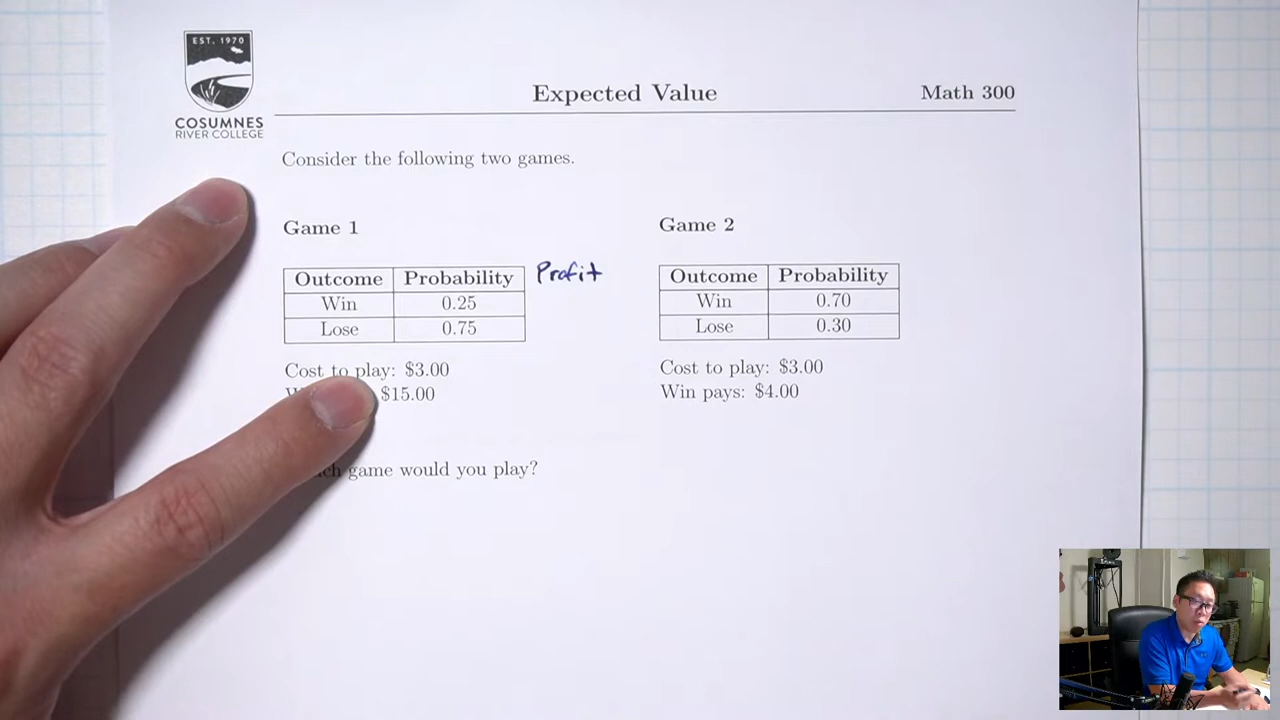 EST. 1970
COSUMNES
RIVER COLLEGE
Expected Value
Math 300
Consider the following two games.
Game 1
Outcome Probability Profit
Win 0.25
Lose 0.75
Cost to play: $3.00
$15.00
Game 2
Outcome Probability
Win 0.70
Lose 0.30
Cost to play: $3.00
Win pays: $4.00
game would you play?